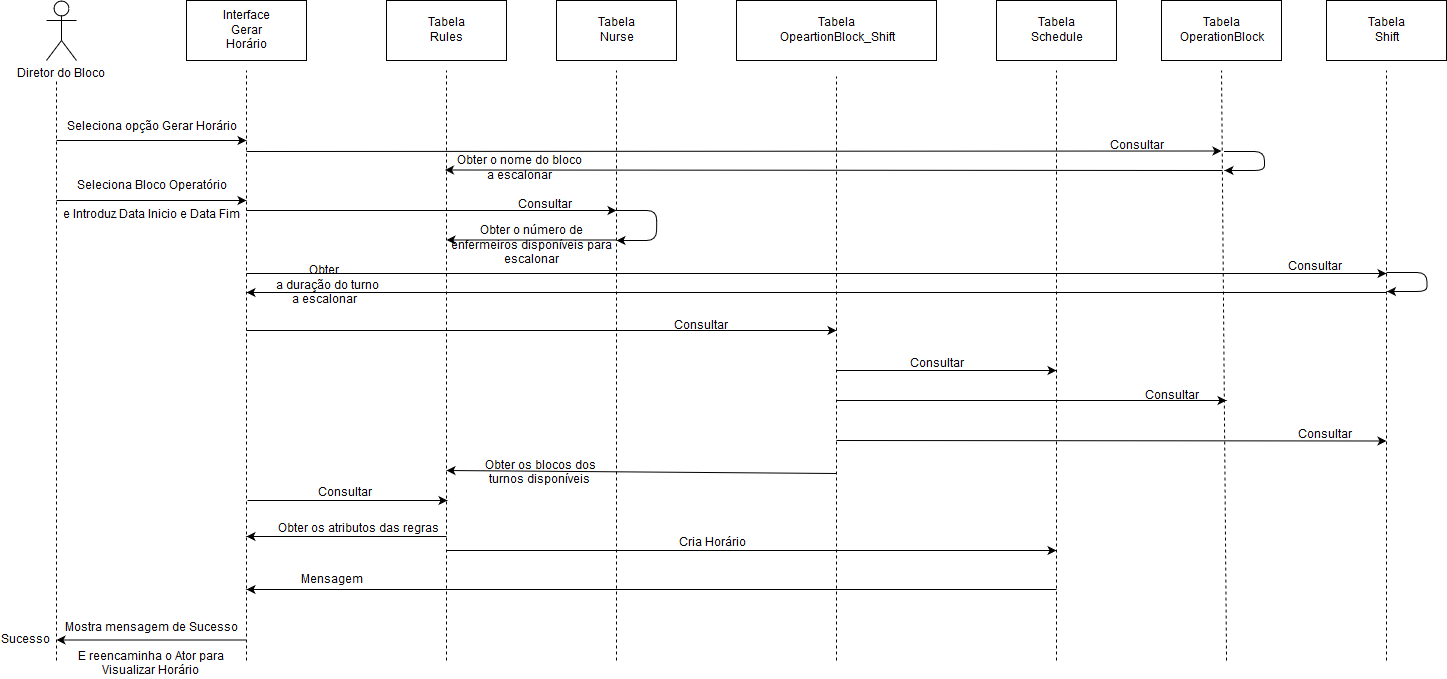 Diretor do Bloco
Interface
Gerar
Horário
Tabela
Rules
Tabela
Nurse
Tabela
OpeartionBlock_Shift
Tabela
Schedule
Tabela
OperationBlock
Tabela
Shift
Seleciona opção Gerar Horário
Consultar
Obter o nome do bloco
a escalonar
Seleciona Bloco Operatório
e Introduz Data Inicio e Data Fim
Consultar
Obter o número de
enfermeiros disponíveis para
escalonar
Consultar
Obter
a duração do turno
a escalonar
Consultar
Consultar
Consultar
Consultar
Obter os blocos dos
turnos disponíveis
Consultar
Obter os atributos das regras
Cria Horário
Mensagem
Mostra mensagem de Sucesso
Sucesso
E reencaminha o Ator para
Visualizar Horário